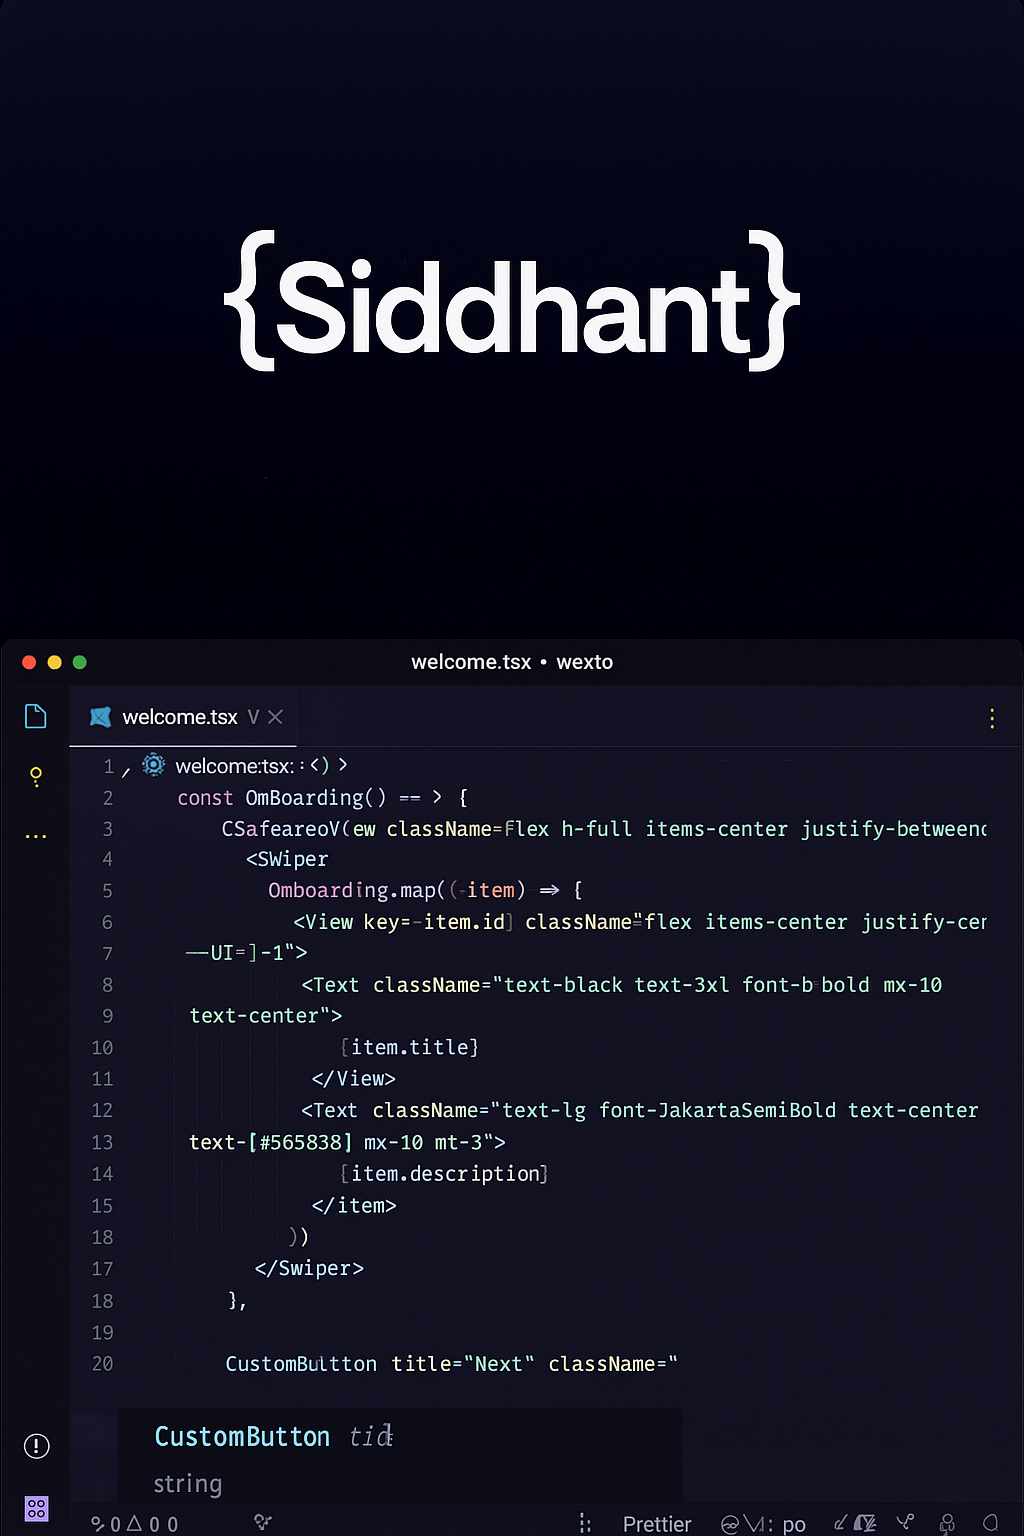 {Siddhant}
welcome.tsx • wexto
welcome.tsx V ×
1 welcome:tsx: :<) >
2 const OmBoarding() == > {
3 CSafeareoV(ew className=Flex h-full items-center justify-between
4 <SWiper
5 Omboarding.map((-item) => {
6 <View key=-item.id] className="flex items-center justify-cer
7 —UI=]-1">
8 <Text className="text-black text-3xl font-b bold mx-10
9 text-center">
10 {item.title}
11 </View>
12 <Text className="text-lg font-JakartaSemiBold text-center
13 text-[#565838] mx-10 mt-3">
14 {item.description}
15 </item>
18 ))
17 </Swiper>
18 },
19
20 CustomBultton title="Next" className="
CustomButton tid
string
0 0 0 Prettier po